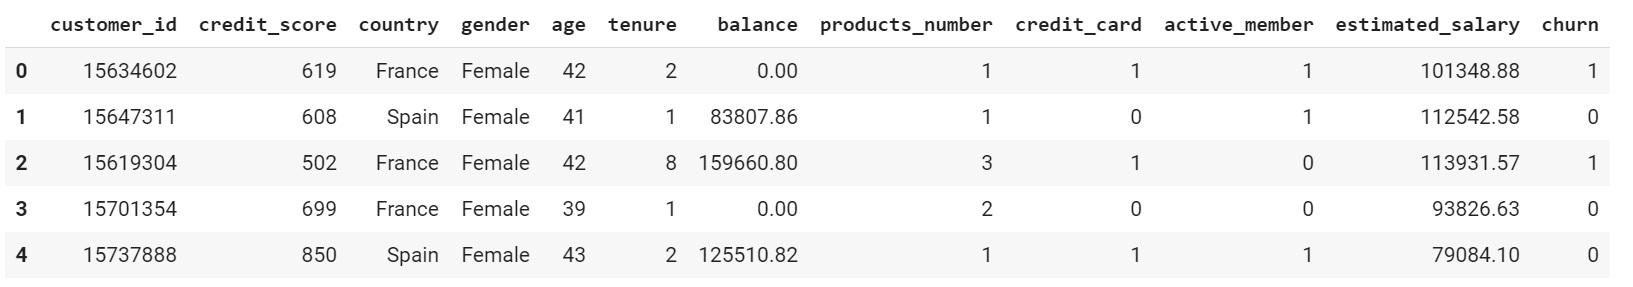 customer_id credit_score country gender age tenure balance products_number credit_card active_member estimated_salary churn
0 15634602 619 France Female 42 2 0.00 1 1 1 101348.88 1
1 15647311 608 Spain Female 41 1 83807.86 1 0 1 112542.58 0
2 15619304 502 France Female 42 8 159660.80 3 1 0 113931.57 1
3 15701354 699 France Female 39 1 0.00 2 0 0 93826.63 0
4 15737888 850 Spain Female 43 2 125510.82 1 1 1 79084.10 0